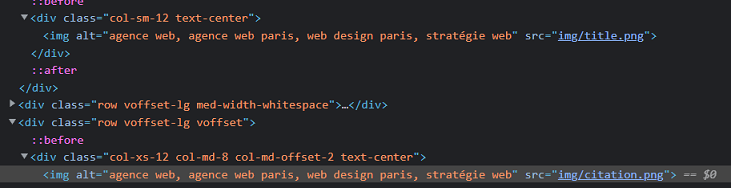 ::before
<div class="col-sm-12 text-center">
<img alt="agence web, agence web paris, web design paris, stratégie web" src="img/title.png">
</div>
::after
</div>
<div class="row voffset-lg med-width-whitespace">…</div>
<div class="row voffset-lg voffset">
::before
<div class="col-xs-12 col-md-8 col-md-offset-2 text-center">
<img alt="agence web, agence web paris, web design paris, stratégie web" src="img/citation.png"> == $0